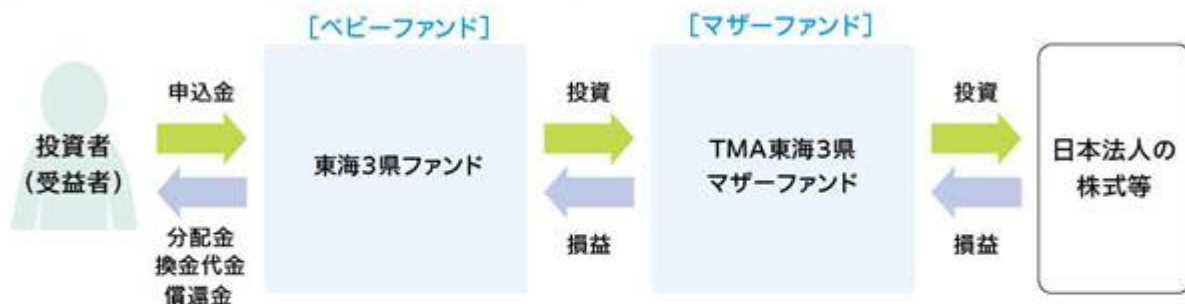 [ベビーファンド]
[マザーファンド]
申込金
投資
投資
投資者
(受益者)
東海3県ファンド
TMA東海3県
マザーファンド
日本法人の
株式等
分配金
換金代金
償還金
損益
損益